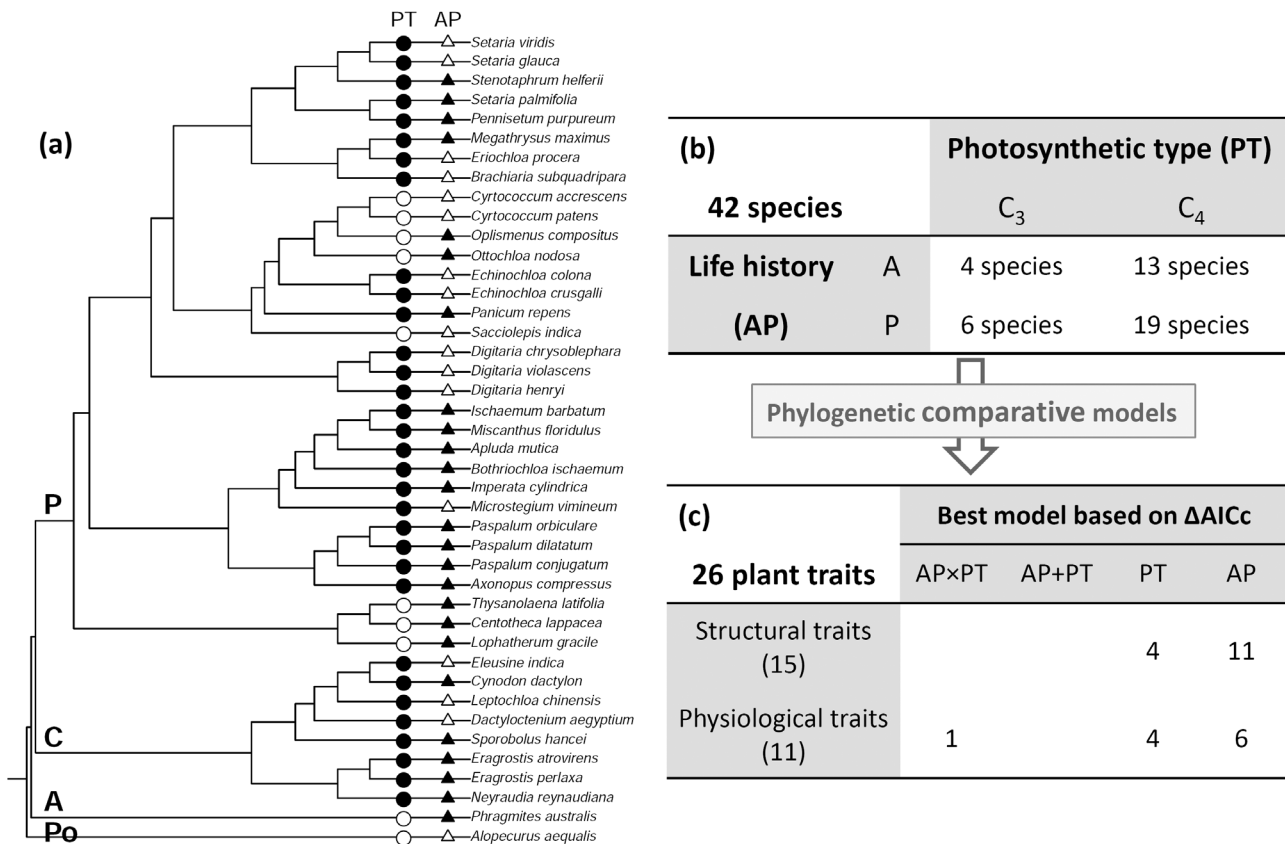 PT AP
(a)
Setaria viridis
Setaria glauca
Stenotaphrum helferii
Setaria palmifolia
Pennisetum purpureum
Megathrysus maximus
Eriochloa procera
Brachiaria subquadripara
Cyrtococcum accrescens
Cyrtococcum patens
Oplismenus compositus
Ottochloa nodosa
Echinochloa colona
Echinochloa crusgalli
Panicum repens
Sacciolepis indica
Digitaria chrysoblephara
Digitaria violascens
Digitaria henryi
Ischaemum barbatum
Miscanthus floridulus
Apluda mutica
Bothriochloa ischaemum
Imperata cylindrica
Microstegium vimineum
Paspalum orbiculare
Paspalum dilatatum
Paspalum conjugatum
Axonopus compressus
Thysanolaena latifolia
Centotheca lappacea
Lophatherum gracile
Eleusine indica
Cynodon dactylon
Leptochloa chinensis
Dactyloctenium aegyptium
Sporobolus hancei
Eragrostis atrovirens
Eragrostis perlaxa
Neyraudia reynaudiana
Phragmites australis
Alopecurus aequalis
P
C
A
Po
(b) Photosynthetic type (PT)
42 species C3 C4
Life history A 4 species 13 species
(AP) P 6 species 19 species
Phylogenetic comparative models
(c) Best model based on ΔAICc
26 plant traits AP×PT AP+PT PT AP
Structural traits
(15) 4 11
Physiological traits
(11) 1 4 6